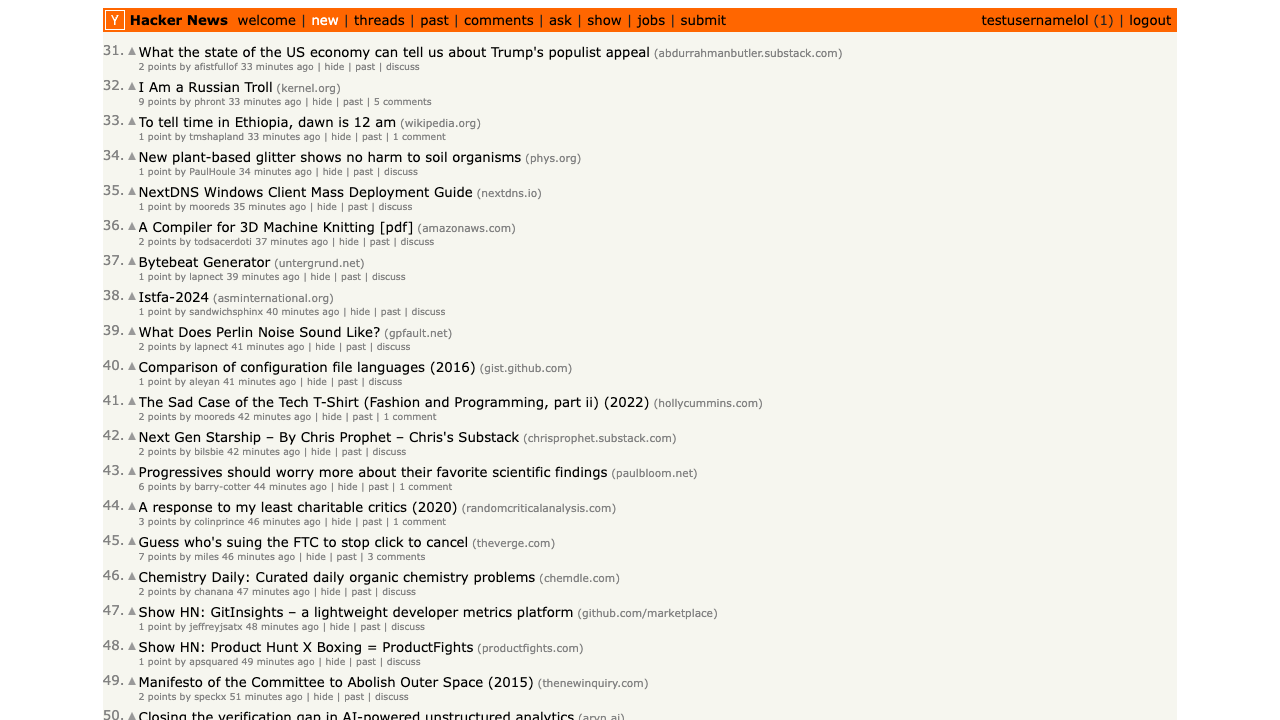 Y Hacker News welcome | new | threads | past | comments | ask | show | jobs | submit testusernamelol (1) | logout
31. What the state of the US economy can tell us about Trump's populist appeal (abdurrahmanbutler.substack.com)
2 points by afistfullof 33 minutes ago | hide | past | discuss
32. I Am a Russian Troll (kernel.org)
9 points by phront 33 minutes ago | hide | past | 5 comments
33. To tell time in Ethiopia, dawn is 12 am (wikipedia.org)
1 point by tmshapland 33 minutes ago | hide | past | 1 comment
34. New plant-based glitter shows no harm to soil organisms (phys.org)
1 point by PaulHoule 34 minutes ago | hide | past | discuss
35. NextDNS Windows Client Mass Deployment Guide (nextdns.io)
1 point by mooreds 35 minutes ago | hide | past | discuss
36. A Compiler for 3D Machine Knitting [pdf] (amazonaws.com)
2 points by todsacerdoti 37 minutes ago | hide | past | discuss
37. Bytebeat Generator (untergrund.net)
1 point by lapnect 39 minutes ago | hide | past | discuss
38. Istfa-2024 (asminternational.org)
1 point by sandwichsphinx 40 minutes ago | hide | past | discuss
39. What Does Perlin Noise Sound Like? (gpfault.net)
2 points by lapnect 41 minutes ago | hide | past | discuss
40. Comparison of configuration file languages (2016) (gist.github.com)
1 point by aleyan 41 minutes ago | hide | past | discuss
41. The Sad Case of the Tech T-Shirt (Fashion and Programming, part ii) (2022) (hollycummins.com)
2 points by mooreds 42 minutes ago | hide | past | 1 comment
42. Next Gen Starship – By Chris Prophet – Chris's Substack (chrisprophet.substack.com)
2 points by bilsbie 42 minutes ago | hide | past | discuss
43. Progressives should worry more about their favorite scientific findings (paulbloom.net)
6 points by barry-cotter 44 minutes ago | hide | past | 1 comment
44. A response to my least charitable critics (2020) (randomcriticalanalysis.com)
3 points by colinprince 46 minutes ago | hide | past | 1 comment
45. Guess who's suing the FTC to stop click to cancel (theverge.com)
7 points by miles 46 minutes ago | hide | past | 3 comments
46. Chemistry Daily: Curated daily organic chemistry problems (chemdle.com)
2 points by chanana 47 minutes ago | hide | past | discuss
47. Show HN: GitInsights – a lightweight developer metrics platform (github.com/marketplace)
1 point by jeffreyjsatx 48 minutes ago | hide | past | discuss
48. Show HN: Product Hunt X Boxing = ProductFights (productfights.com)
1 point by apsquared 49 minutes ago | hide | past | discuss
49. Manifesto of the Committee to Abolish Outer Space (2015) (thenewinquiry.com)
2 points by speckx 51 minutes ago | hide | past | discuss
50. Closing the verification gap in AI-powered unstructured analytics (aryn.ai)